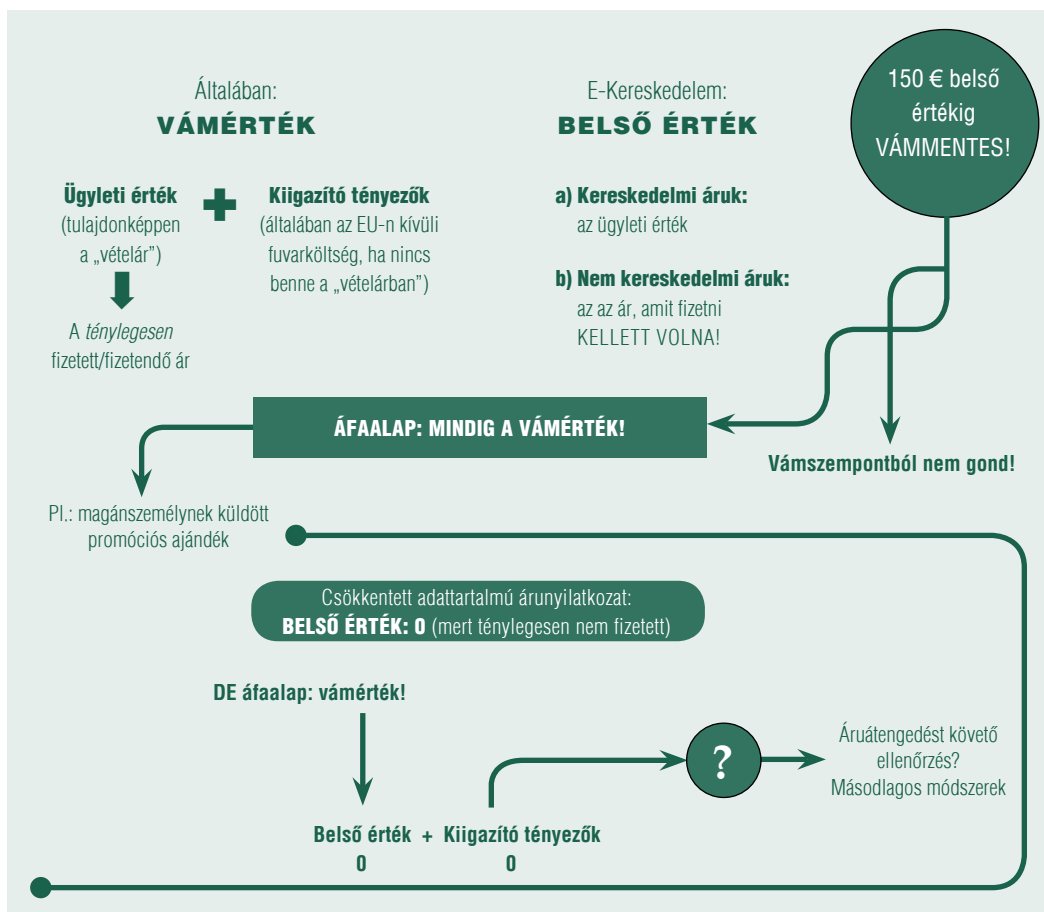 Általában:
VÁMÉRTÉK
Ügyleti érték
(tulajdonképpen
a „vételár”)
A ténylegesen
fizetett/fizetendő ár
+
Kiigazító tényezők
(általában az EU-n kívüli
fuvarköltség, ha nincs
benne a „vételárban”)
E-Kereskedelem:
BELSŐ ÉRTÉK
a) Kereskedelmi áruk:
az ügyleti érték
b) Nem kereskedelmi áruk:
az az ár, amit fizetni
KELLETT VOLNA!
150 € belső
értékig
VÁMMENTES!
ÁFAALAP: MINDIG A VÁMÉRTÉK!
Vámszempontból nem gond!
Pl.: magánszemélynek küldött
promóciós ajándék
Csökkentett adattartalmú árunyilatkozat:
BELSŐ ÉRTÉK: 0 (mert ténylegesen nem fizetett)
DE áfaalap: vámérték!
Belső érték + Kiigazító tényezők
0 0
?
Áruátengedést követő
ellenőrzés?
Másodlagos módszerek